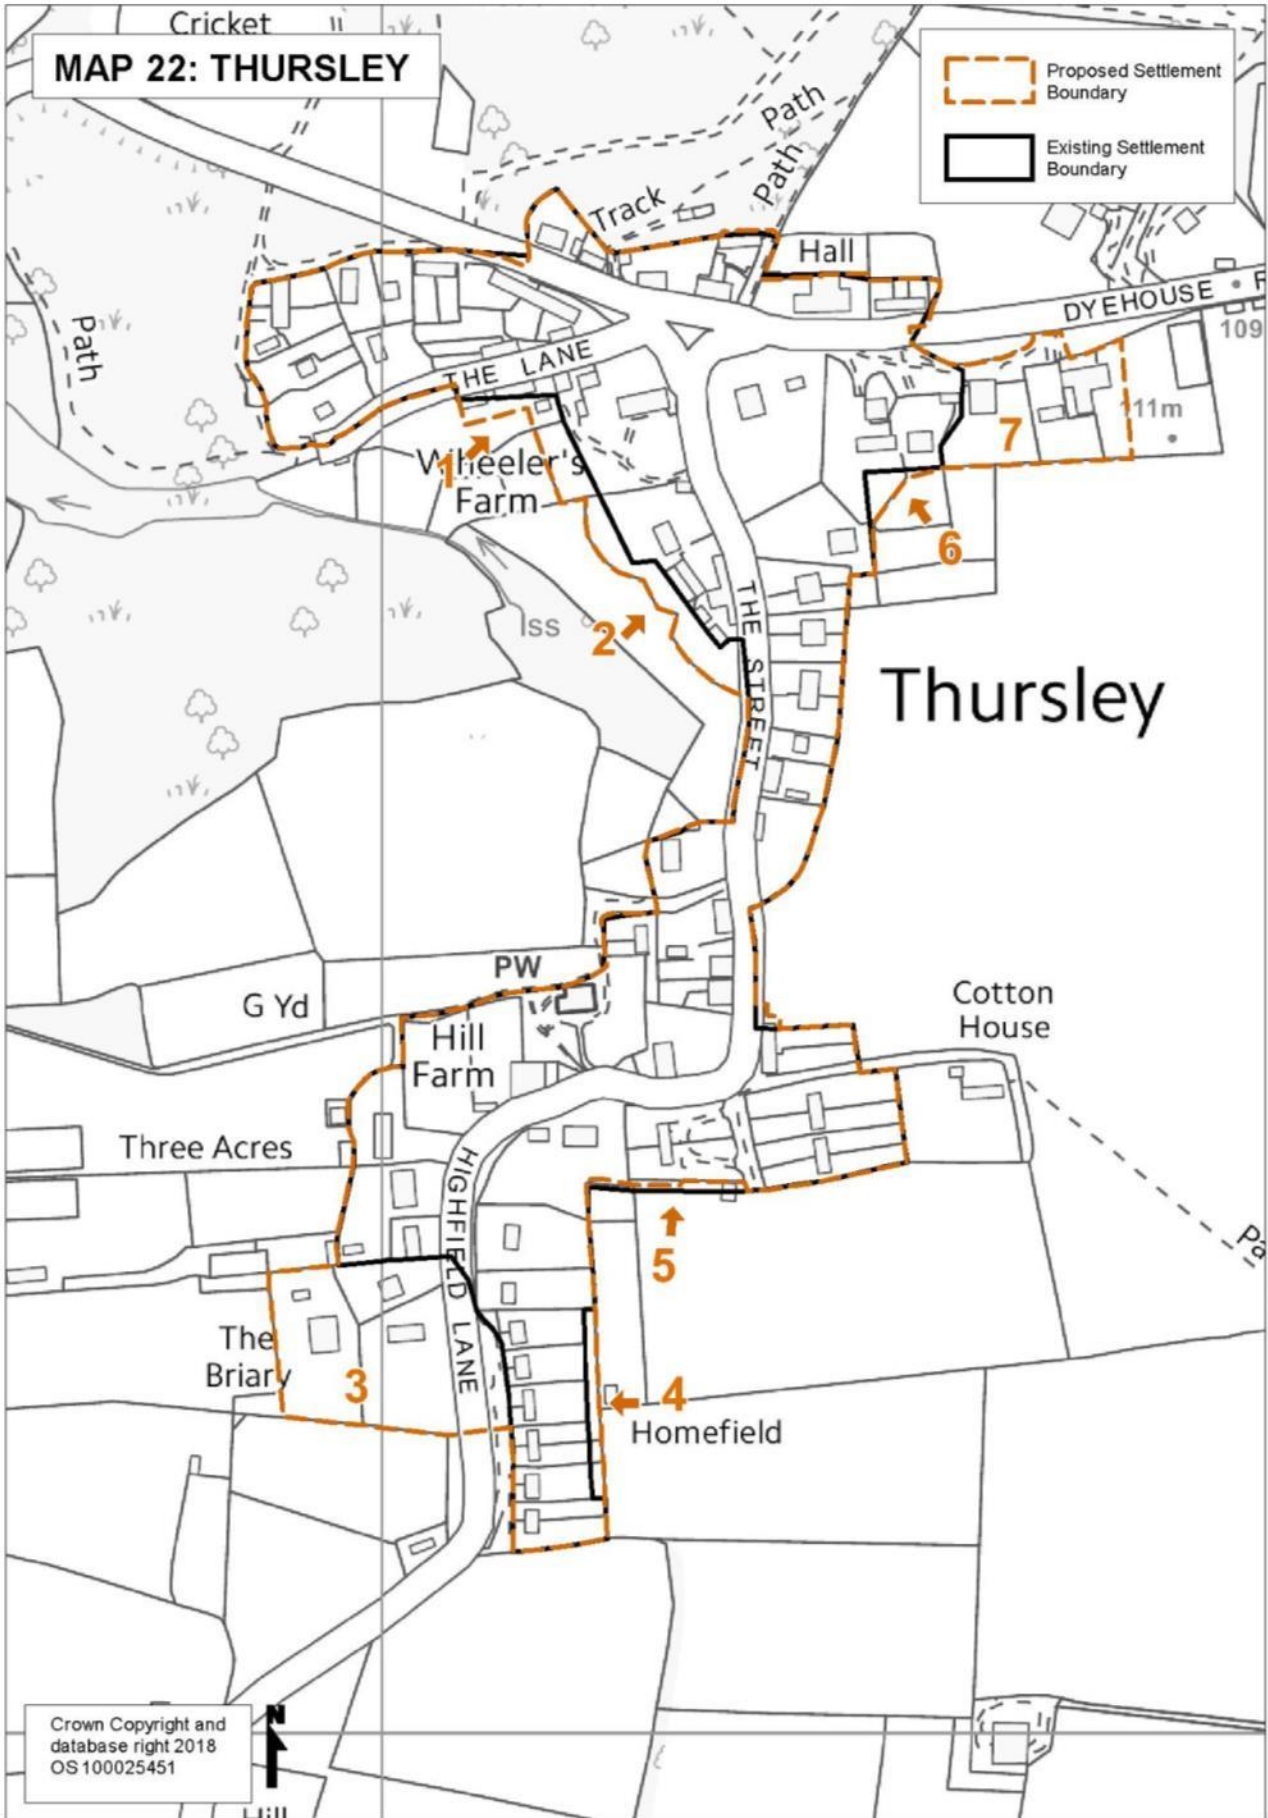 Cricket
MAP 22: THURSLEY
Proposed Settlement
Boundary
Existing Settlement
Boundary
Path
Path
Track
Hall
DYEHOUSE
109
Path
THE LANE
11m
7
1
Wheeler's
Farm
6
2
Iss
THE STREET
Thursley
PW
G Yd
Cotton
House
Hill
Farm
Three Acres
HIGHFIELD LANE
5
Pa
The
Briary
3
4
Homefield
Crown Copyright and
database right 2018
OS 100025451
N
Hill